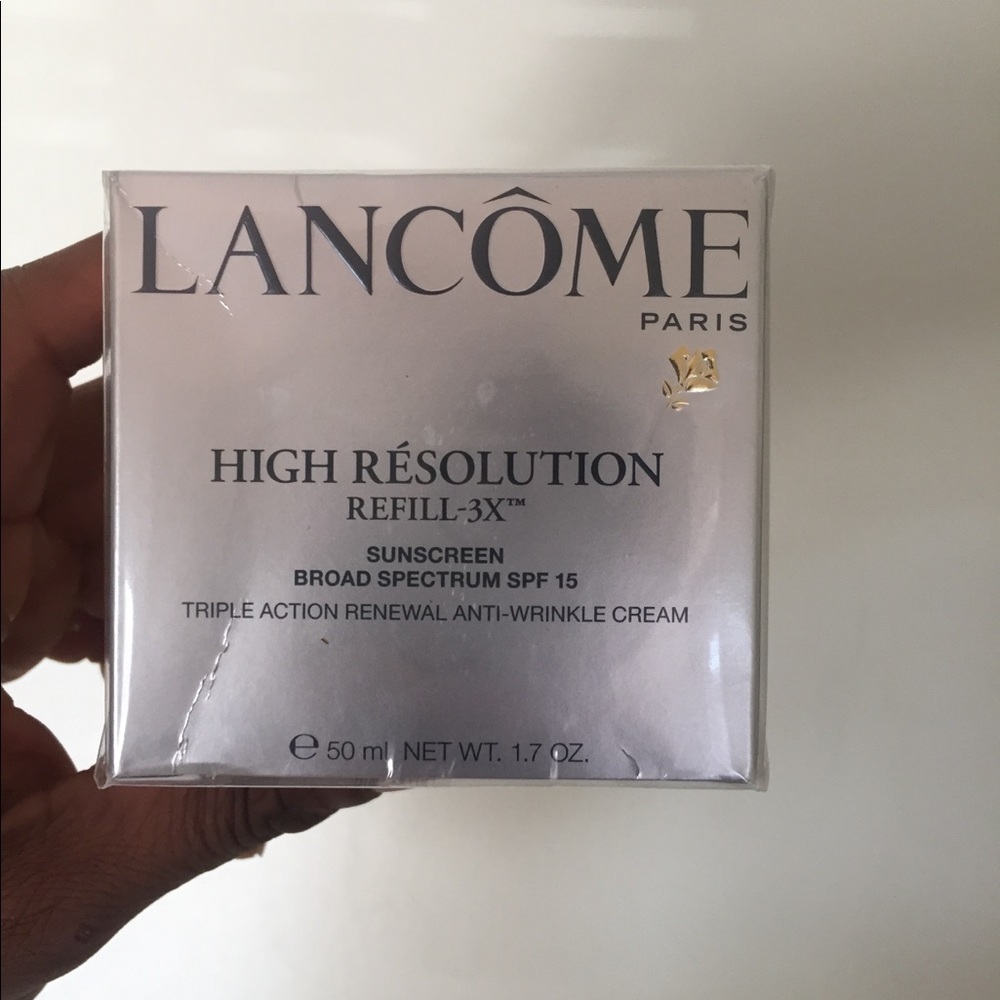 LANCÔME
PARIS
HIGH RÉSOLUTION
REFILL-3X™
SUNSCREEN
BROAD SPECTRUM SPF 15
TRIPLE ACTION RENEWAL ANTI-WRINKLE CREAM
℮ 50 ml NET WT. 1.7 OZ.